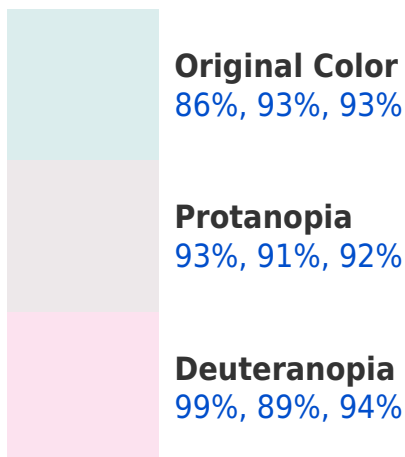 Original Color
86%, 93%, 93%
Protanopia
93%, 91%, 92%
Deuteranopia
99%, 89%, 94%